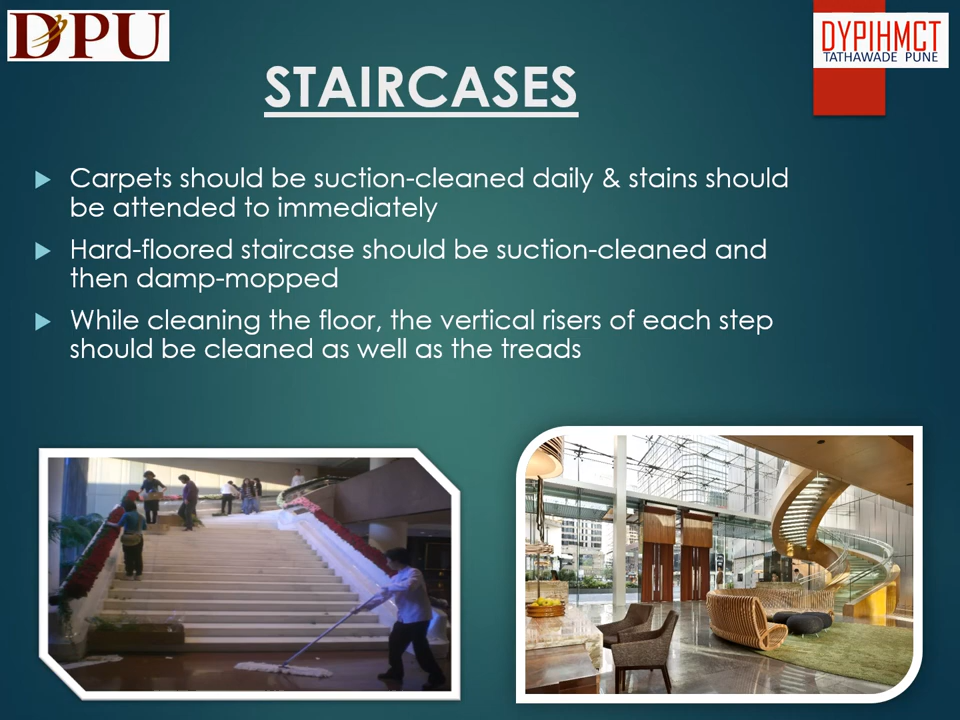 DPU
DYPIHMCT
TATHAWADE PUNE
STAIRCASES
Carpets should be suction-cleaned daily & stains should
be attended to immediately
Hard-floored staircase should be suction-cleaned and
then damp-mopped
While cleaning the floor, the vertical risers of each step
should be cleaned as well as the treads